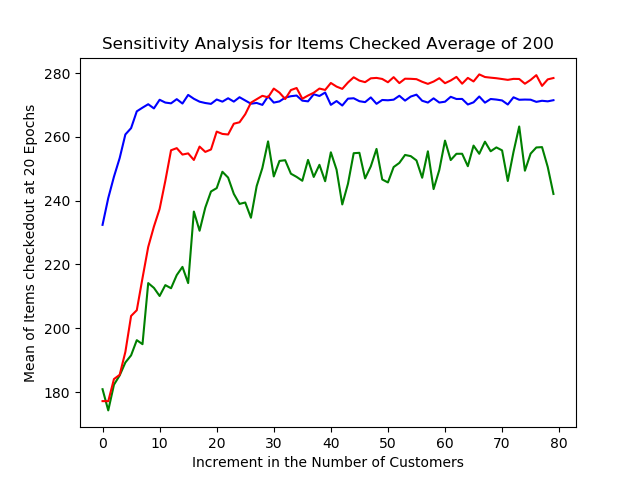 Sensitivity Analysis for Items Checked Average of 200
Mean of Items checkedout at 20 Epochs
280
260
240
220
200
180
0 10 20 30 40 50 60 70 80
Increment in the Number of Customers